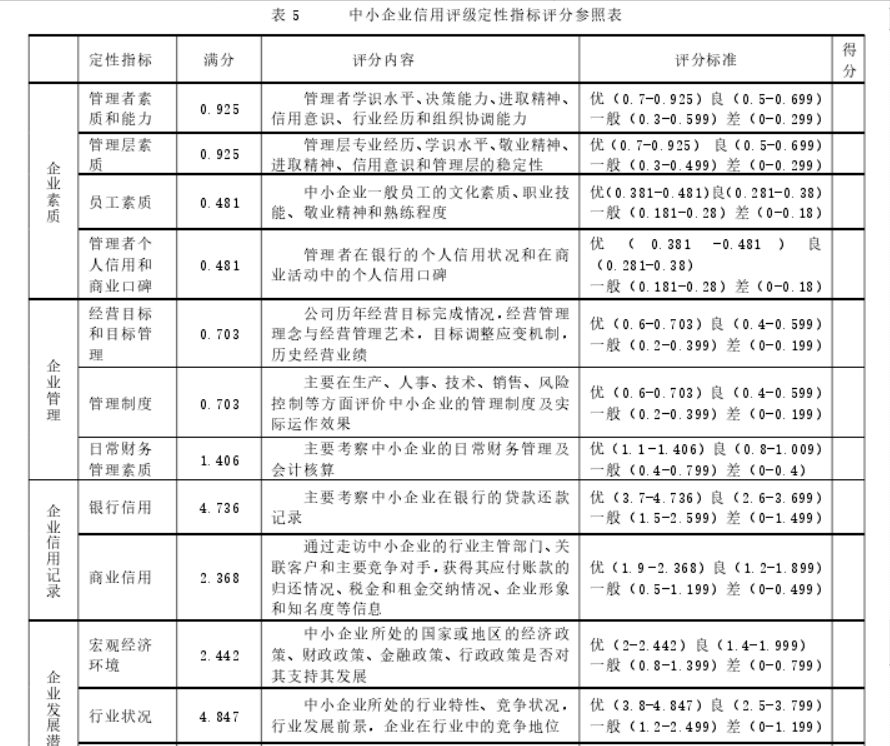 表 5 中小企业信用评级定性指标评分参照表
定性指标 满分 评分内容 评分标准 得分
企业素质
管理者素质和能力 0.925 管理者学识水平、决策能力、进取精神、信用意识、行业经历和组织协调能力 优（0.7-0.925）良（0.5-0.699）一般（0.3-0.599）差（0-0.299）
管理层素质 0.925 管理层专业经历、学识水平、敬业精神、进取精神、信用意识和管理层的稳定性 优（0.7-0.925） 良（0.5-0.699）一般（0.3-0.499）差（0-0.299）
员工素质 0.481 中小企业一般员工的文化素质、职业技能、敬业精神和熟练程度 优(0.381-0.481)良(0.281-0.38)一般（0.181-0.28）差（0-0.18）
管理者个人信用和商业口碑 0.481 管理者在银行的个人信用状况和在商业活动中的个人信用口碑 优（0.381-0.481）良（0.281-0.38）一般（0.181-0.28）差（0-0.18）
企业管理
经营目标和目标管理 0.703 公司历年经营目标完成情况，经营管理理念与经营管理艺术，目标调整应变机制，历史经营业绩 优（0.6-0.703）良（0.4-0.599）一般（0.2-0.399）差（0-0.199）
管理制度 0.703 主要在生产、人事、技术、销售、风险控制等方面评价中小企业的管理制度及实际运作效果 优（0.6-0.703）良（0.4-0.599）一般（0.2-0.399）差（0-0.199）
日常财务管理素质 1.406 主要考察中小企业的日常财务管理及会计核算 优（1.1-1.406）良（0.8-1.009）一般（0.4-0.799）差（0-0.4）
企业信用记录
银行信用 4.736 主要考察中小企业在银行的贷款还款记录 优（3.7-4.736）良（2.6-3.699）一般（1.5-2.599）差（0-1.499）
商业信用 2.368 通过走访中小企业的行业主管部门、关联客户和主要竞争对手，获得其应付账款的归还情况、税金和租金交纳情况、企业形象和知名度等信息 优（1.9-2.368）良（1.2-1.899）一般（0.5-1.199）差（0-0.499）
企业发展潜
宏观经济环境 2.442 中小企业所处的国家或地区的经济政策、财政政策、金融政策、行政政策是否对其支持其发展 优（2-2.442）良（1.4-1.999）一般（0.8-1.399）差（0-0.799）
行业状况 4.847 中小企业所处的行业特性、竞争状况，行业发展前景，企业在行业中的竞争地位 优（3.8-4.847）良（2.5-3.799）一般（1.2-2.499）差（0-1.199）